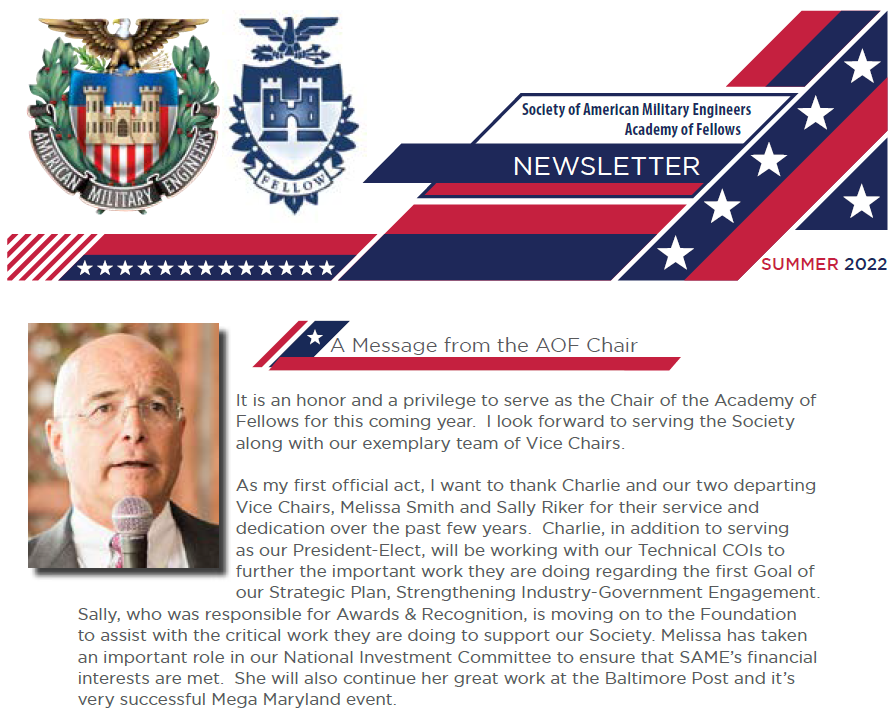 AMERICAN MILITARY ENGINEERS
FELLOW
Society of American Military Engineers
Academy of Fellows
NEWSLETTER
SUMMER 2022
A Message from the AOF Chair
It is an honor and a privilege to serve as the Chair of the Academy of
Fellows for this coming year.  I look forward to serving the Society
along with our exemplary team of Vice Chairs.
As my first official act, I want to thank Charlie and our two departing
Vice Chairs, Melissa Smith and Sally Riker for their service and
dedication over the past few years.  Charlie, in addition to serving
as our President-Elect, will be working with our Technical COIs to
further the important work they are doing regarding the first Goal of
our Strategic Plan, Strengthening Industry-Government Engagement.
Sally, who was responsible for Awards & Recognition, is moving on to the Foundation
to assist with the critical work they are doing to support our Society. Melissa has taken
an important role in our National Investment Committee to ensure that SAME's financial
interests are met.  She will also continue her great work at the Baltimore Post and it's
very successful Mega Maryland event.